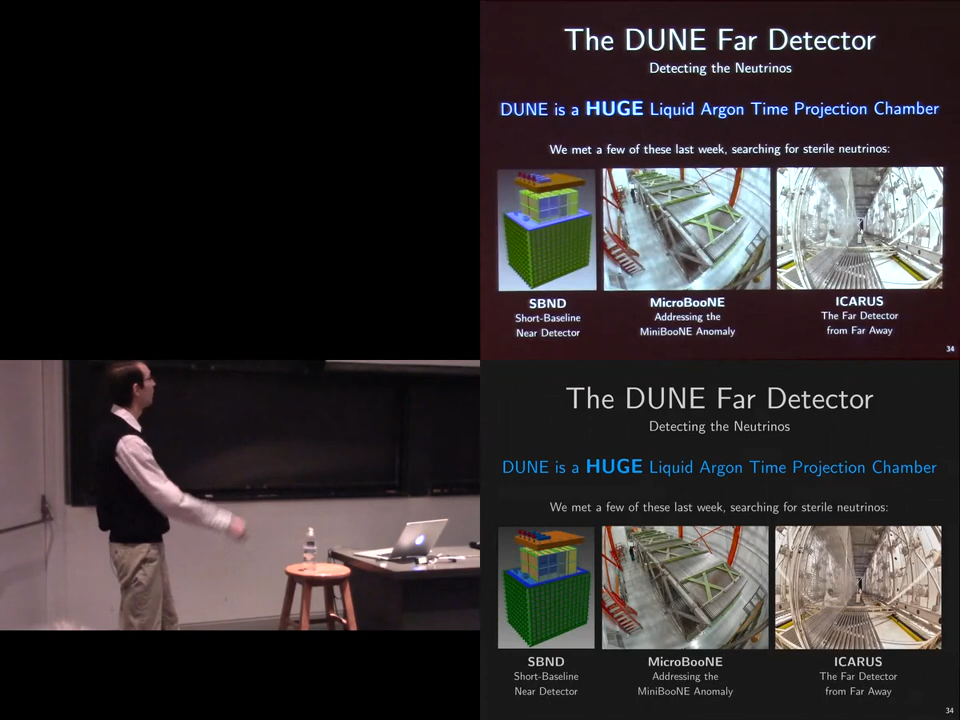 The DUNE Far Detector
Detecting the Neutrinos
DUNE is a HUGE Liquid Argon Time Projection Chamber
We met a few of these last week, searching for sterile neutrinos:
SBND
Short-Baseline
Near Detector
MicroBooNE
Addressing the
MiniBooNE Anomaly
ICARUS
The Far Detector
from Far Away
34
The DUNE Far Detector
Detecting the Neutrinos
DUNE is a HUGE Liquid Argon Time Projection Chamber
We met a few of these last week, searching for sterile neutrinos:
SBND
Short-Baseline
Near Detector
MicroBooNE
Addressing the
MiniBooNE Anomaly
ICARUS
The Far Detector
from Far Away
34